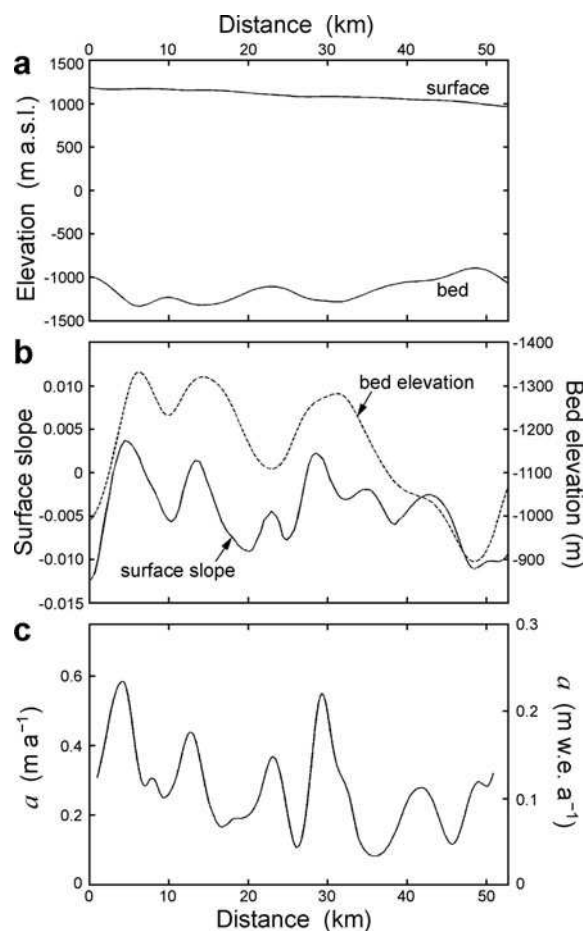 Distance (km)
0 10 20 30 40 50
a
1500
1000
500
0
-500
-1000
-1500
Elevation (m a.s.l.)
surface
bed
b
0.010
0.005
0
-0.005
-0.010
-0.015
Surface slope
-1400
-1300
-1200
-1100
-1000
-900
Bed elevation (m)
bed elevation
surface slope
c
0.6
0.4
0.2
0
a (m a⁻¹)
0.3
0.2
0.1
0
a (m w.e. a⁻¹)
0 10 20 30 40 50
Distance (km)